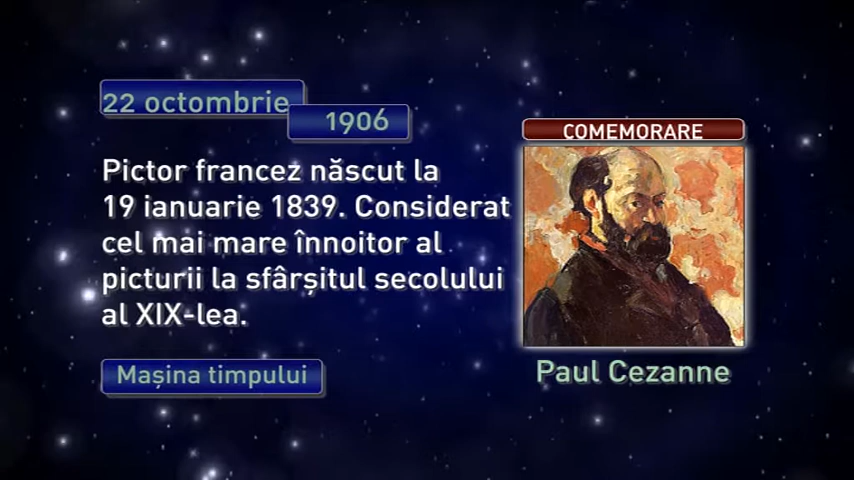 22 octombrie
1906
Pictor francez născut la
19 ianuarie 1839. Considerat
cel mai mare înnoitor al
picturii la sfârșitul secolului
al XIX-lea.
Mașina timpului
COMEMORARE
Paul Cezanne